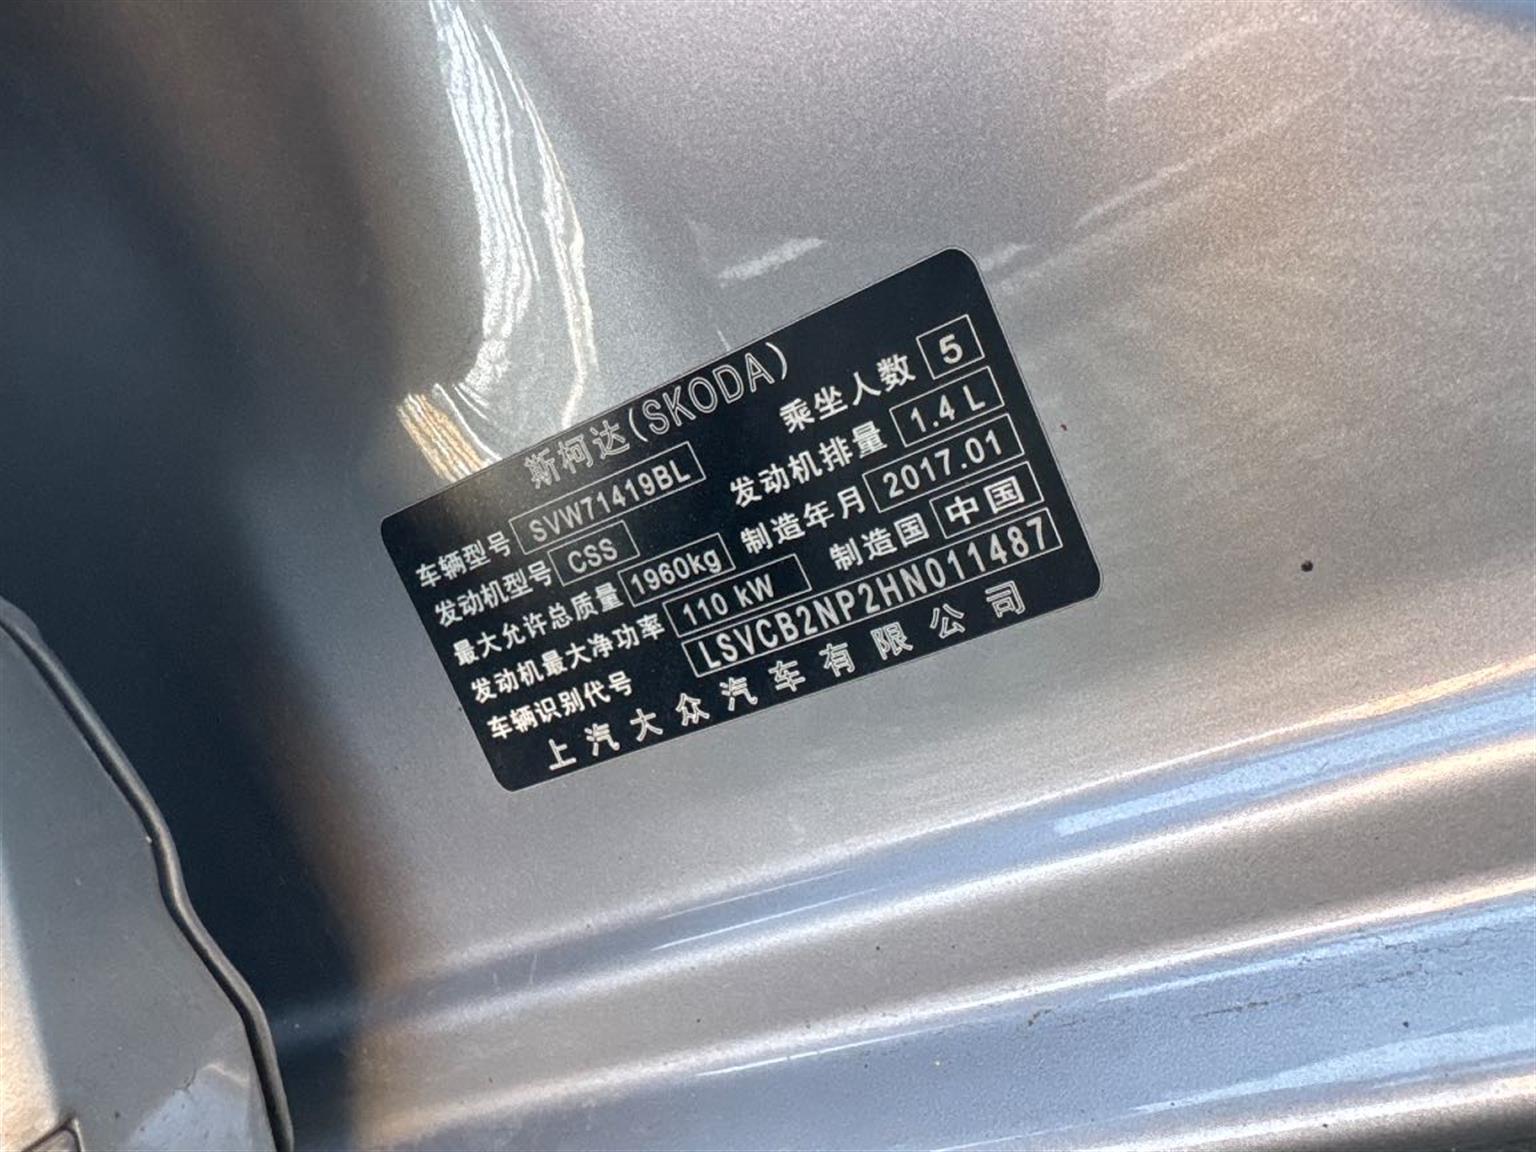 斯柯达(SKODA)
车辆型号 SVW71419BL 乘坐人数 5
发动机型号 CSS 发动机排量 1.4 L
最大允许总质量 1960kg 制造年月 2017.01
发动机最大净功率 110 kW 制造国 中国
车辆识别代号 LSVCB2NP2HN011487
上汽大众汽车有限公司